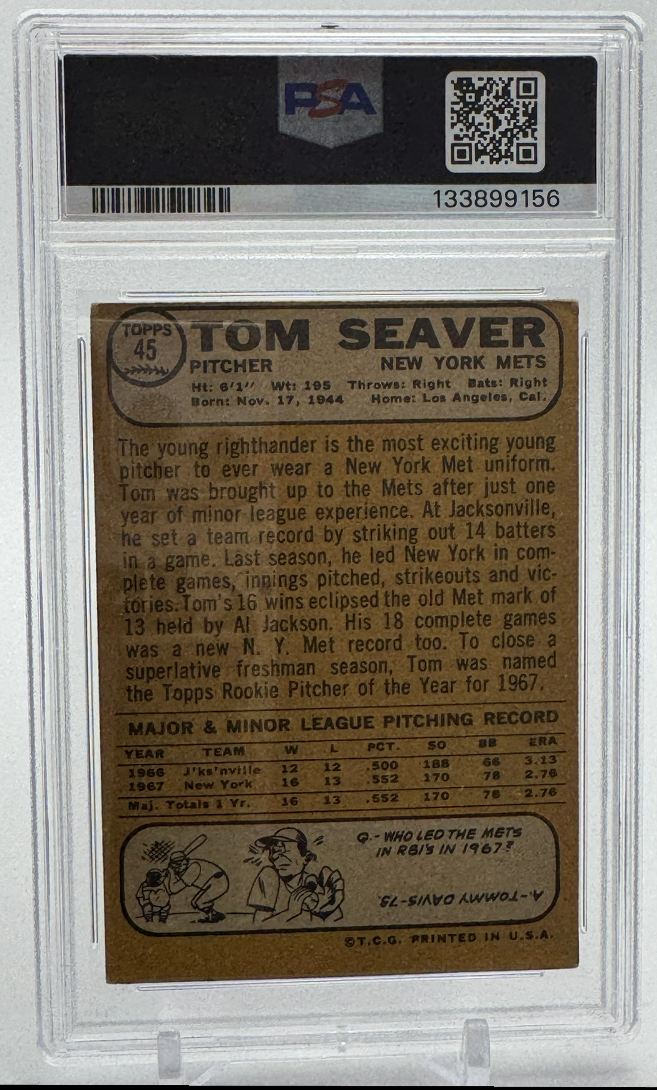 PSA
133899156
TOPPS
45
TOM SEAVER
PITCHER NEW YORK METS
Ht: 6'1" Wt: 195 Throws: Right Bats: Right
Born: Nov. 17, 1944 Home: Los Angeles, Cal.
The young righthander is the most exciting young
pitcher to ever wear a New York Met uniform.
Tom was brought up to the Mets after just one
year of minor league experience. At Jacksonville,
he set a team record by striking out 14 batters
in a game. Last season, he led New York in com-
plete games, innings pitched, strikeouts and vic-
tories. Tom's 16 wins eclipsed the old Met mark of
13 held by Al Jackson. His 18 complete games
was a new N. Y. Met record too. To close a
superlative freshman season, Tom was named
the Topps Rookie Pitcher of the Year for 1967.
MAJOR & MINOR LEAGUE PITCHING RECORD
YEAR TEAM W L PCT. SO BB ERA
1966 J'ks'nville 12 12 .500 188 66 3.13
1967 New York 16 13 .552 170 78 2.76
Maj. Totals 1 Yr. 16 13 .552 170 78 2.76
Q.-WHO LED THE METS
IN RBI'S IN 1967?
A.-TOMMY DAVIS-73.
©T.C.G. PRINTED IN U.S.A.